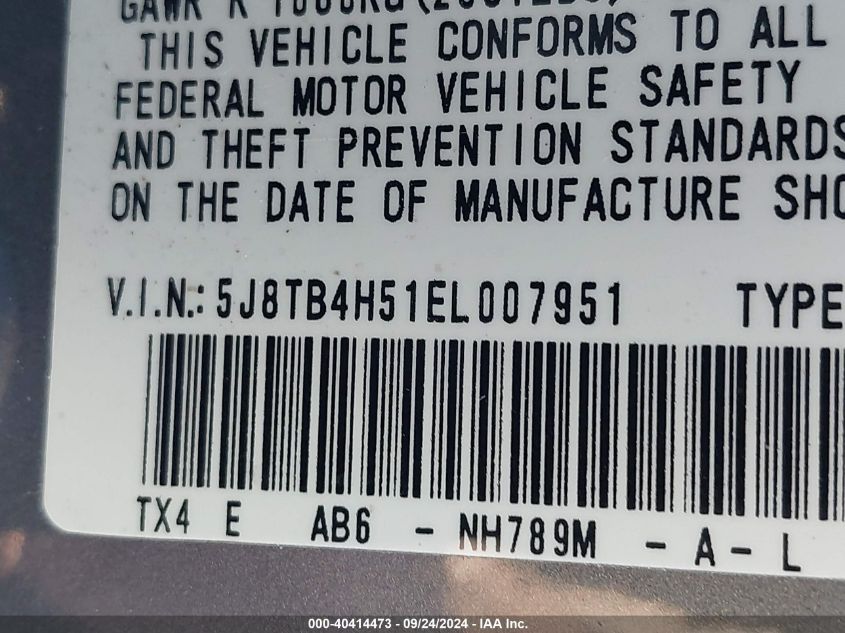 GAWR R
THIS VEHICLE CONFORMS TO ALL
FEDERAL MOTOR VEHICLE SAFETY
AND THEFT PREVENTION STANDARDS
ON THE DATE OF MANUFACTURE SHO
V.I.N.: 5J8TB4H51EL007951 TYPE
TX4 E AB6 - NH789M - A - L
000-40414473 - 09/24/2024 - IAA Inc.